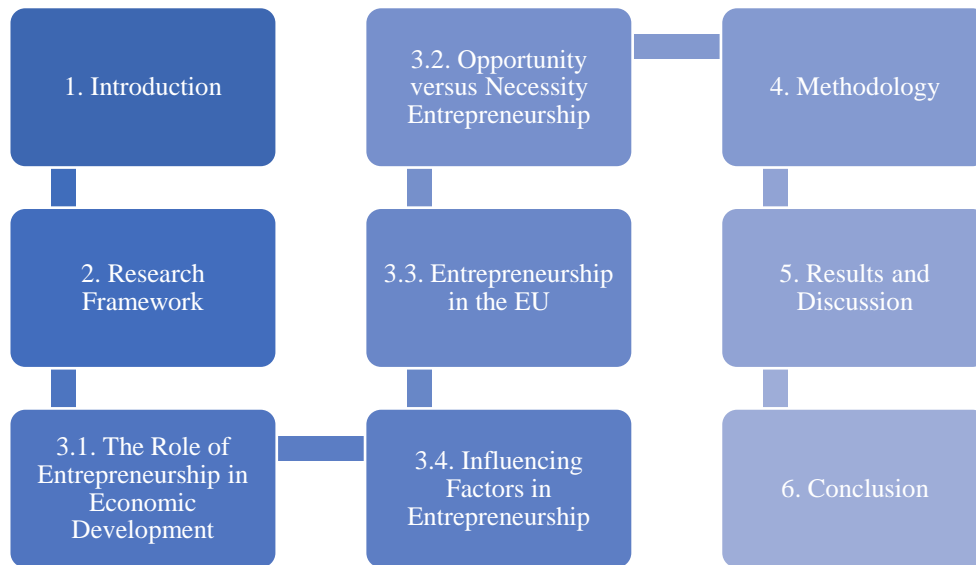 1. Introduction
2. Research
Framework
3.1. The Role of
Entrepreneurship in
Economic
Development
3.4. Influencing
Factors in
Entrepreneurship
3.3. Entrepreneurship
in the EU
3.2. Opportunity
versus Necessity
Entrepreneurship
4. Methodology
5. Results and
Discussion
6. Conclusion